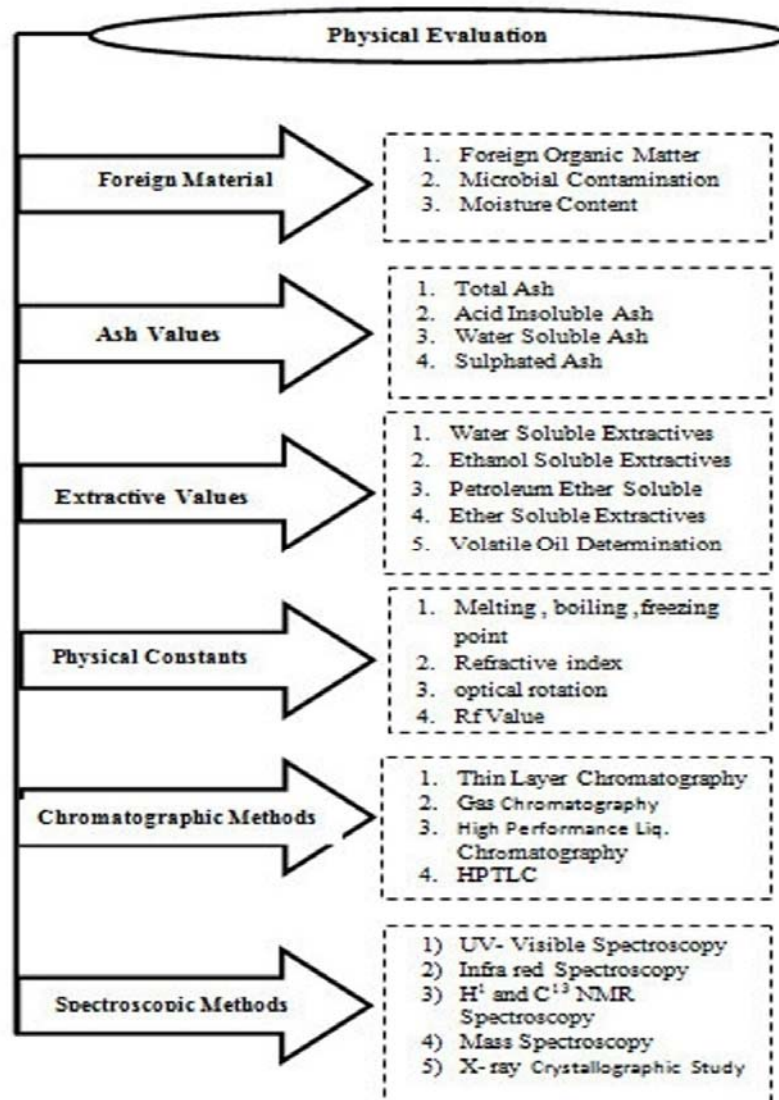 Physical Evaluation
Foreign Material
1. Foreign Organic Matter
2. Microbial Contamination
3. Moisture Content
Ash Values
1. Total Ash
2. Acid Insoluble Ash
3. Water Soluble Ash
4. Sulphated Ash
Extractive Values
1. Water Soluble Extractives
2. Ethanol Soluble Extractives
3. Petroleum Ether Soluble
4. Ether Soluble Extractives
5. Volatile Oil Determination
Physical Constants
1. Melting , boiling ,freezing
point
2. Refractive index
3. optical rotation
4. Rf Value
Chromatographic Methods
1. Thin Layer Chromatography
2. Gas Chromatography
3. High Performance Liq.
Chromatography
4. HPTLC
Spectroscopic Methods
1) UV- Visible Spectroscopy
2) Infra red Spectroscopy
3) H¹ and C¹³ NMR
Spectroscopy
4) Mass Spectroscopy
5) X- ray Crystallographic Study